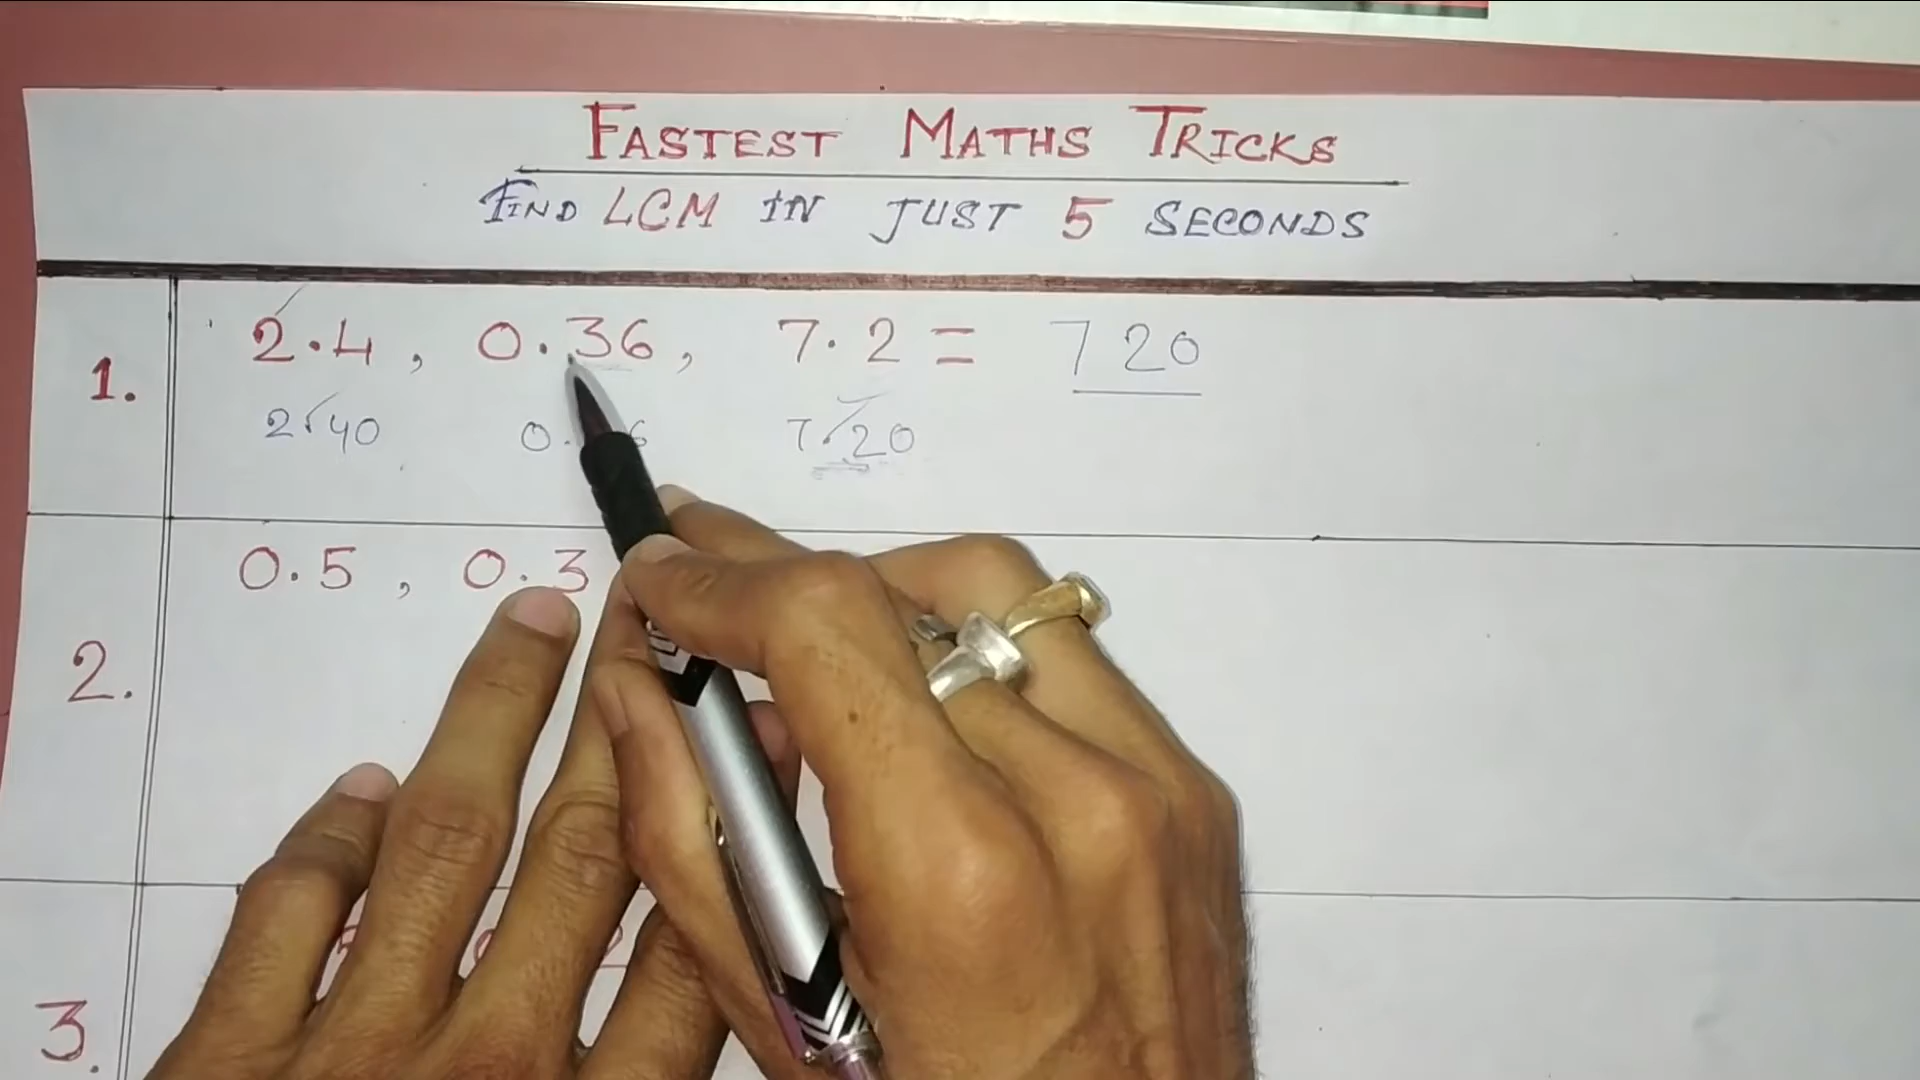 FASTEST MATHS TRICKS
FIND LCM IN JUST 5 SECONDS
1. 2.4, 0.36, 7.2 = 720
2.40 7.20
2. 0.5, 0.3
3.